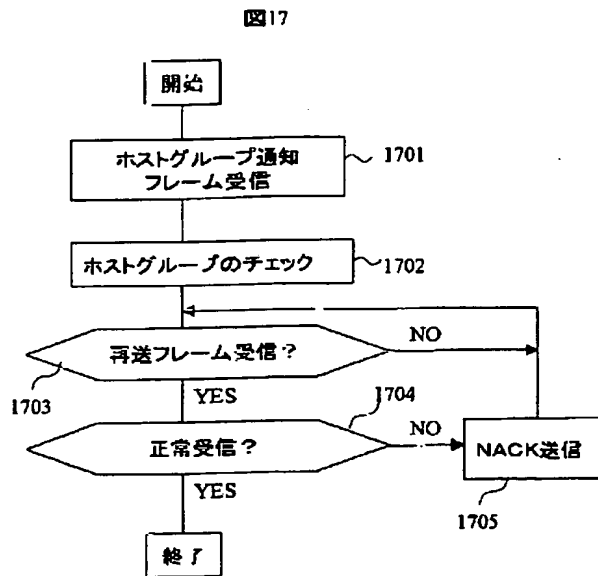 図17
開始
ホストグループ通知
フレーム受信
1701
ホストグループのチェック
1702
再送フレーム受信？
NO
1703
YES
1704
正常受信？
NO
NACK送信
YES
1705
終了